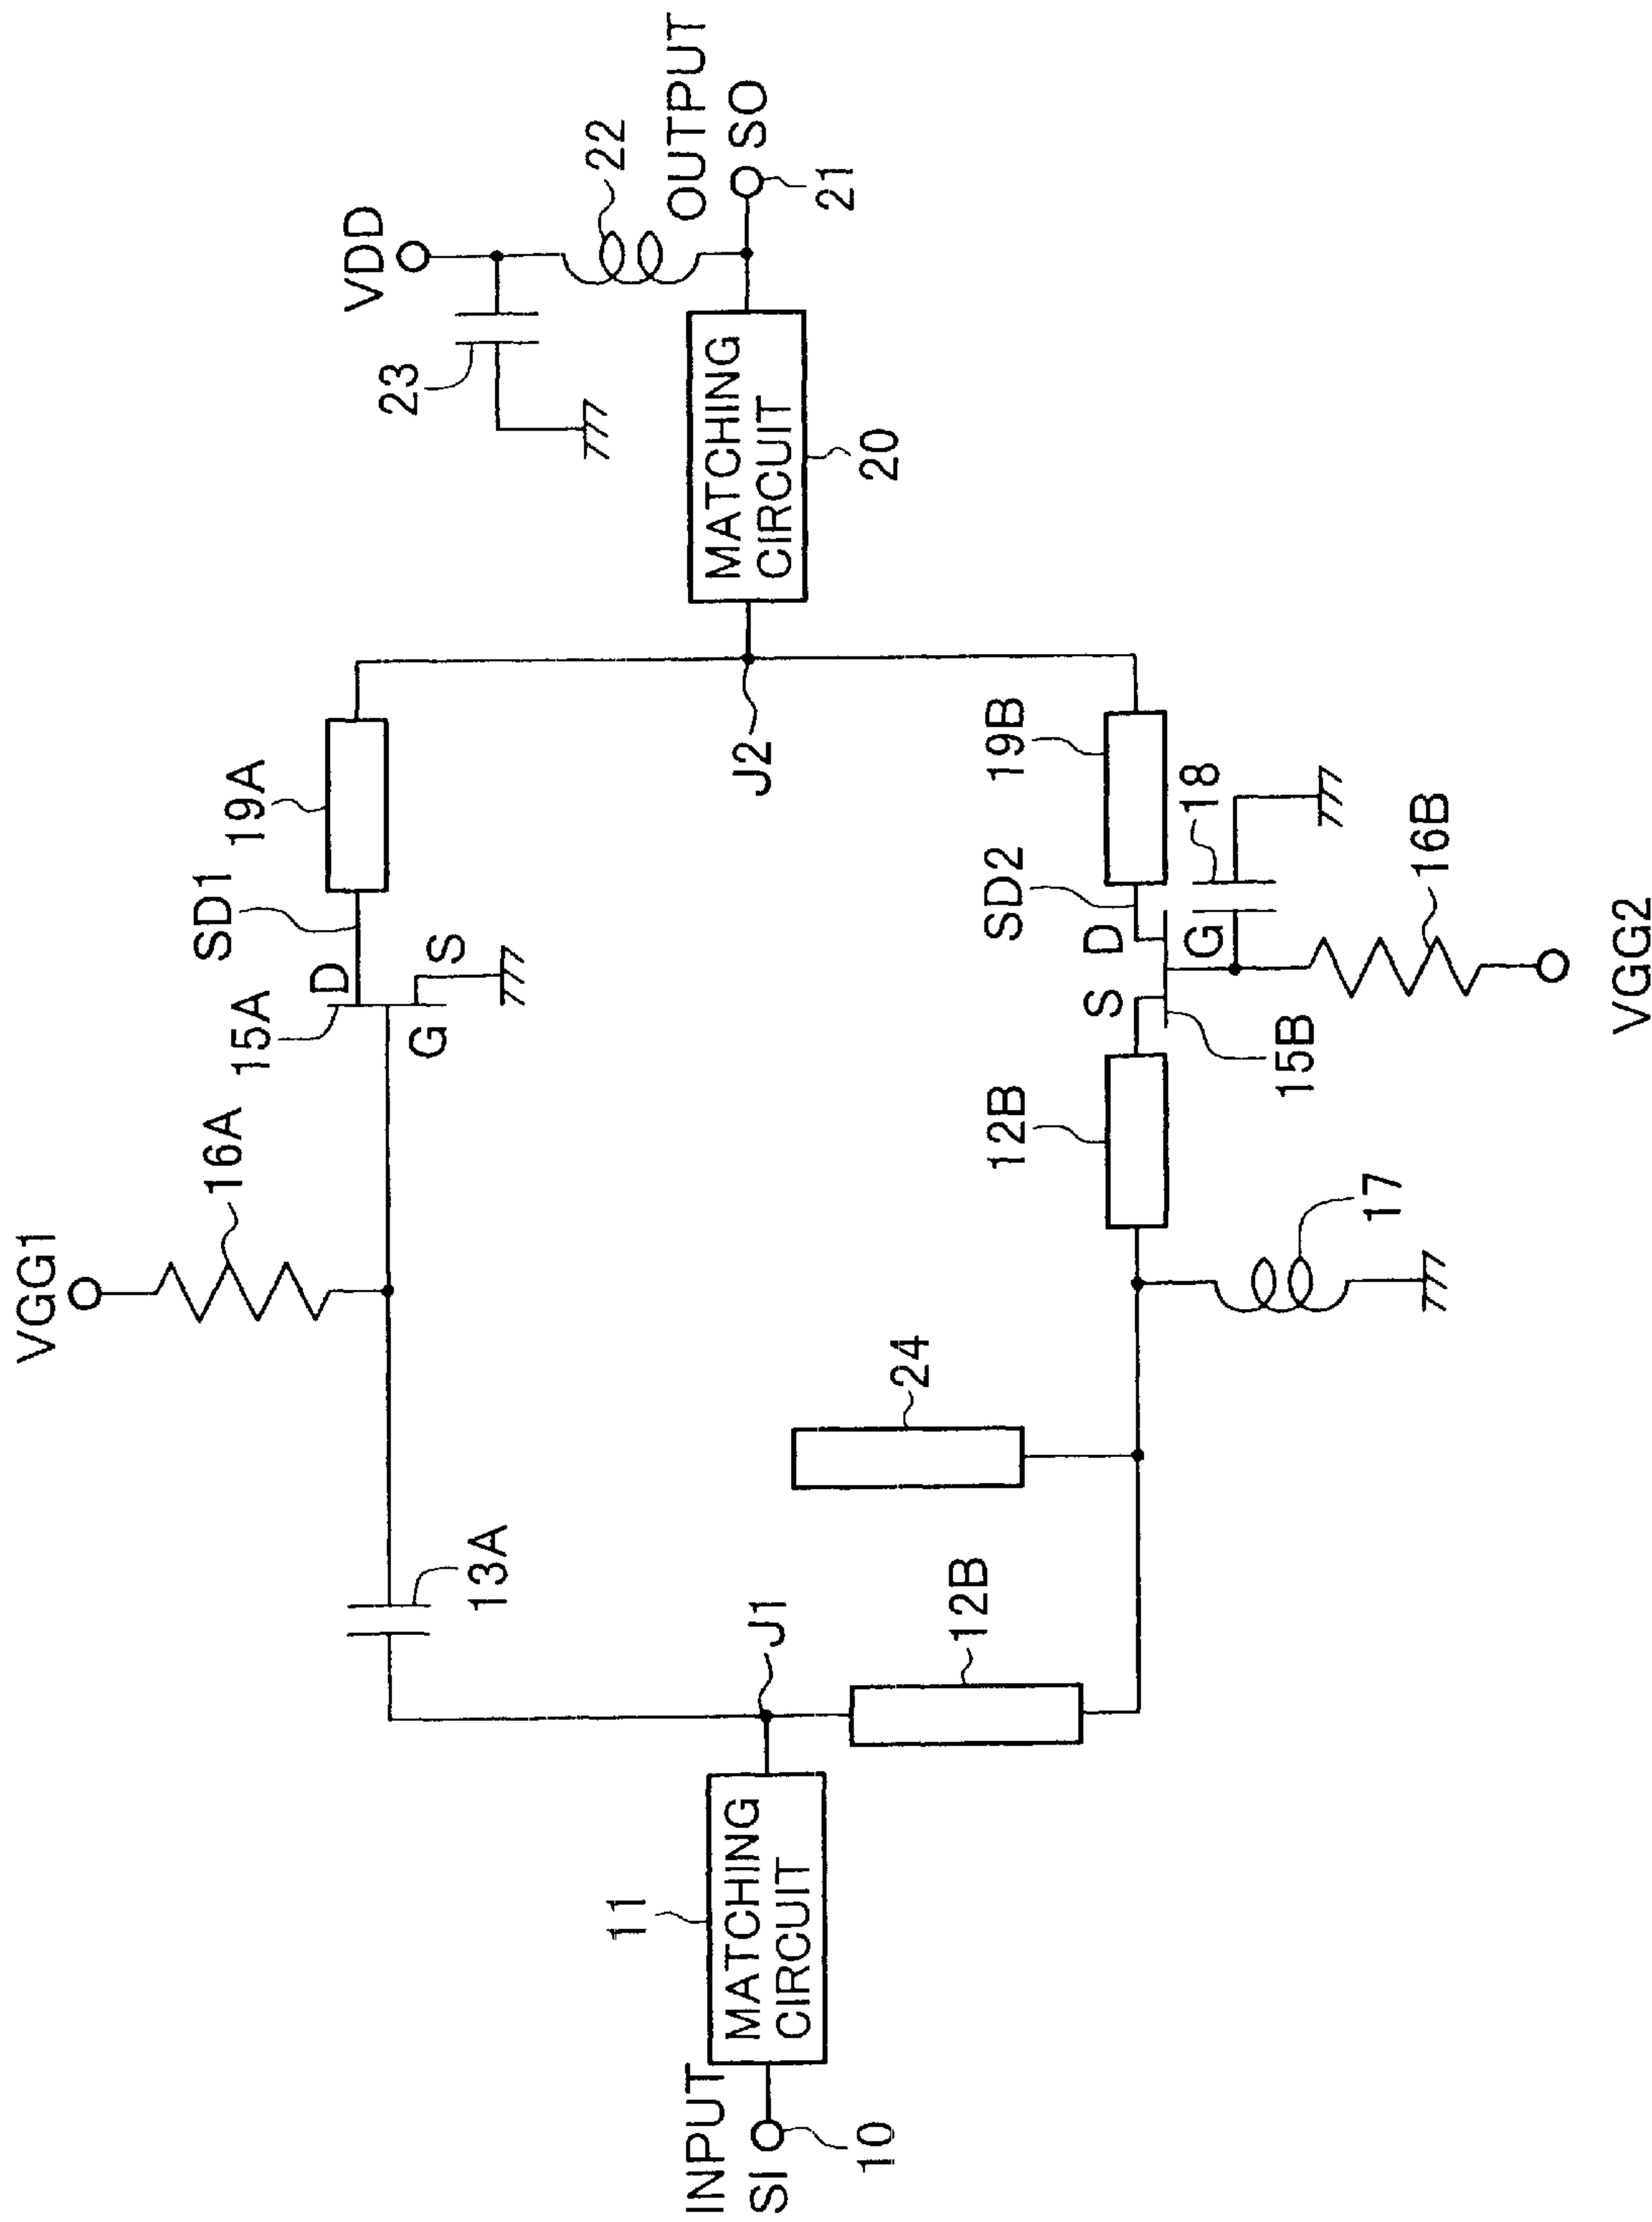 VGG1
16A
15A
D
SD1
19A
G
S
VDD
22
23
OUTPUT
SO
21
MATCHING
CIRCUIT
20
J2
13A
J1
INPUT
SI
10
11
MATCHING
CIRCUIT
12B
24
17
12B
S
D
G
SD2
19B
18
15B
16B
VGG2